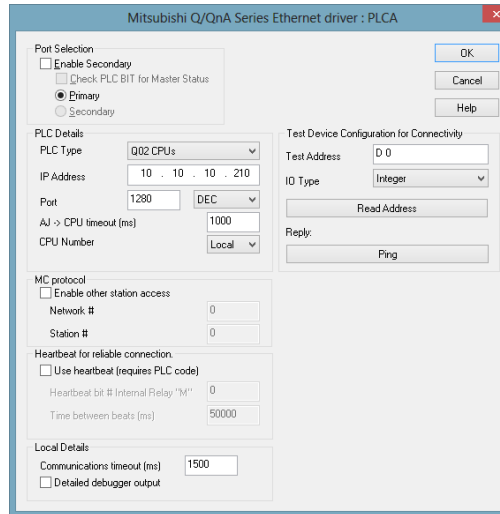 Mitsubishi Q/QnA Series Ethernet driver : PLCA
Port Selection
Enable Secondary
Check PLC BIT for Master Status
Primary
Secondary
OK
Cancel
Help
PLC Details
PLC Type Q02 CPUs
IP Address 10 . 10 . 10 . 210
Port 1280 DEC
AJ -> CPU timeout (ms) 1000
CPU Number Local
Test Device Configuration for Connectivity
Test Address D 0
IO Type Integer
Read Address
Reply:
Ping
MC protocol
Enable other station access
Network # 0
Station # 0
Heartbeat for reliable connection.
Use heartbeat (requires PLC code)
Heartbeat bit # Internal Relay "M" 0
Time between beats (ms) 50000
Local Details
Communications timeout (ms) 1500
Detailed debugger output